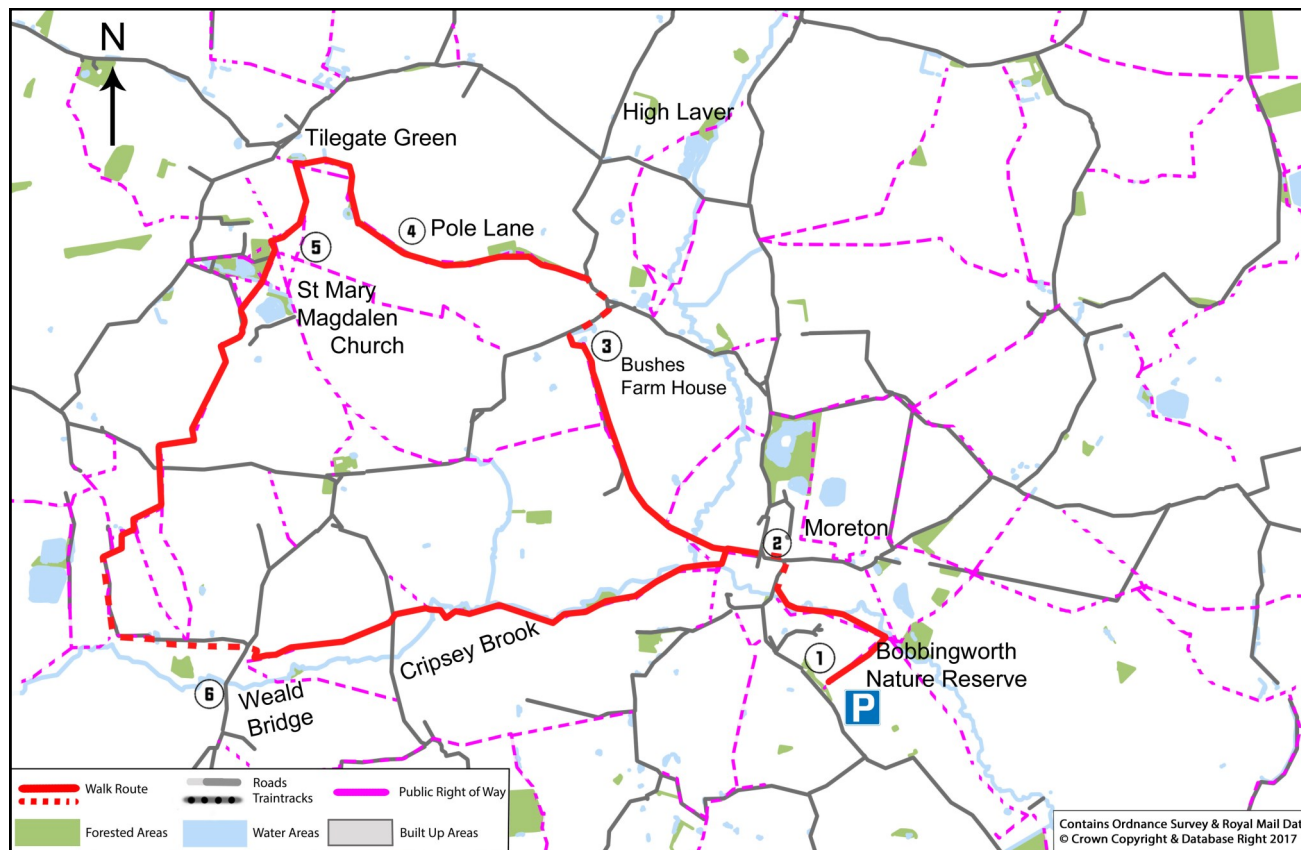 N
High Laver
Tilegate Green
4
Pole Lane
5
St Mary
Magdalen
Church
3
Bushes
Farm House
2
Moreton
1
Bobbingworth
Nature Reserve
P
Cripsey Brook
6
Weald
Bridge
Walk Route
Roads
Traintracks
Public Right of Way
Forested Areas
Water Areas
Built Up Areas
Contains Ordnance Survey & Royal Mail Dat
© Crown Copyright & Database Right 2017